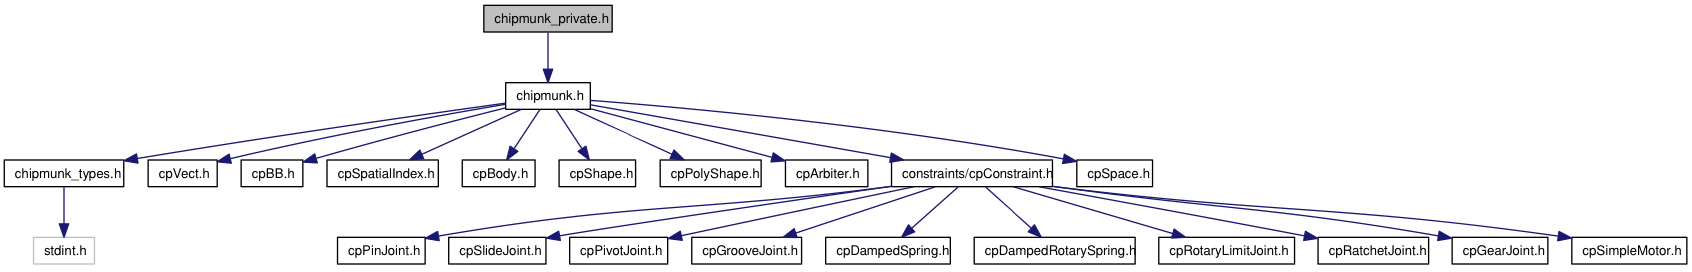 chipmunk_private.h
chipmunk.h
chipmunk_types.h
cpVect.h
cpBB.h
cpSpatialIndex.h
cpBody.h
cpShape.h
cpPolyShape.h
cpArbiter.h
constraints/cpConstraint.h
cpSpace.h
stdint.h
cpPinJoint.h
cpSlideJoint.h
cpPivotJoint.h
cpGrooveJoint.h
cpDampedSpring.h
cpDampedRotarySpring.h
cpRotaryLimitJoint.h
cpRatchetJoint.h
cpGearJoint.h
cpSimpleMotor.h